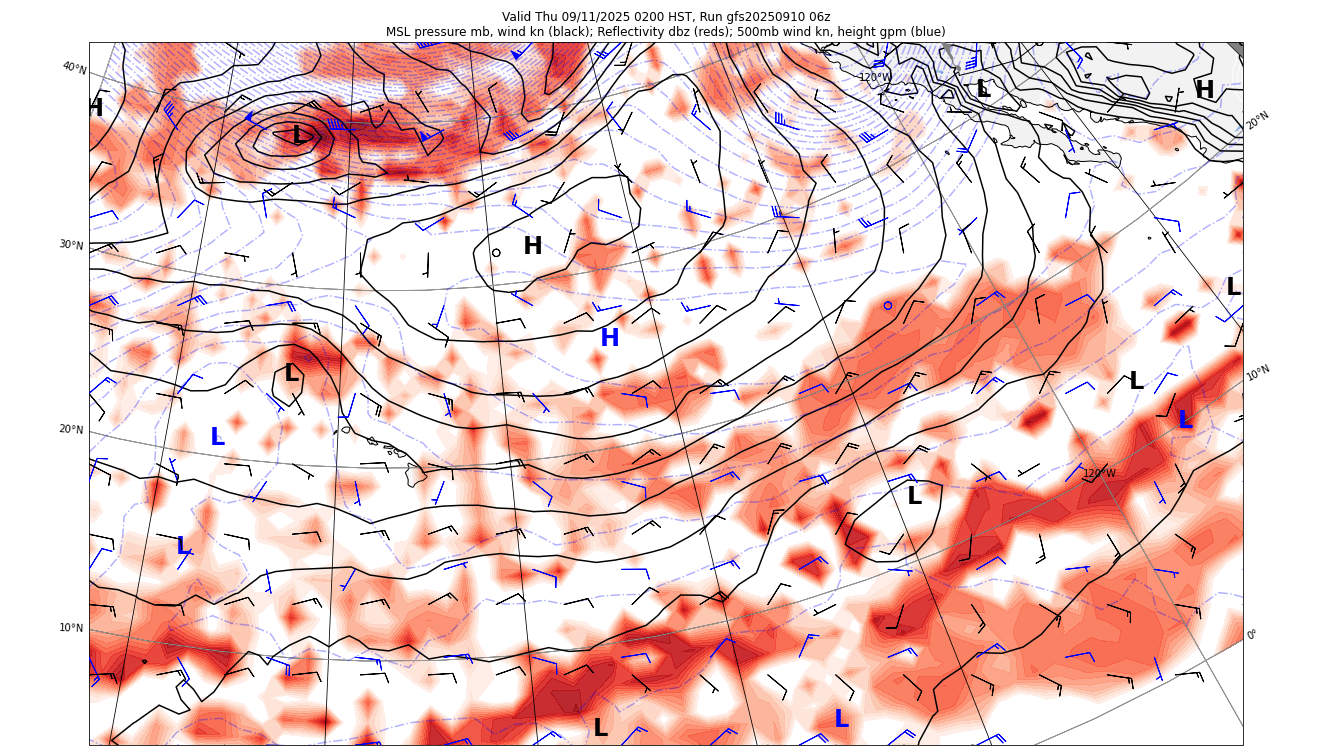 Valid Thu 09/11/2025 0200 HST, Run gfs20250910 06z
MSL pressure mb, wind kn (black); Reflectivity dbz (reds); 500mb wind kn, height gpm (blue)
40°N
120°W
L
H
H
20°N
L
30°N
H
L
H
10°N
L
L
L
20°N
L
120°W
L
L
10°N
0°
L
L